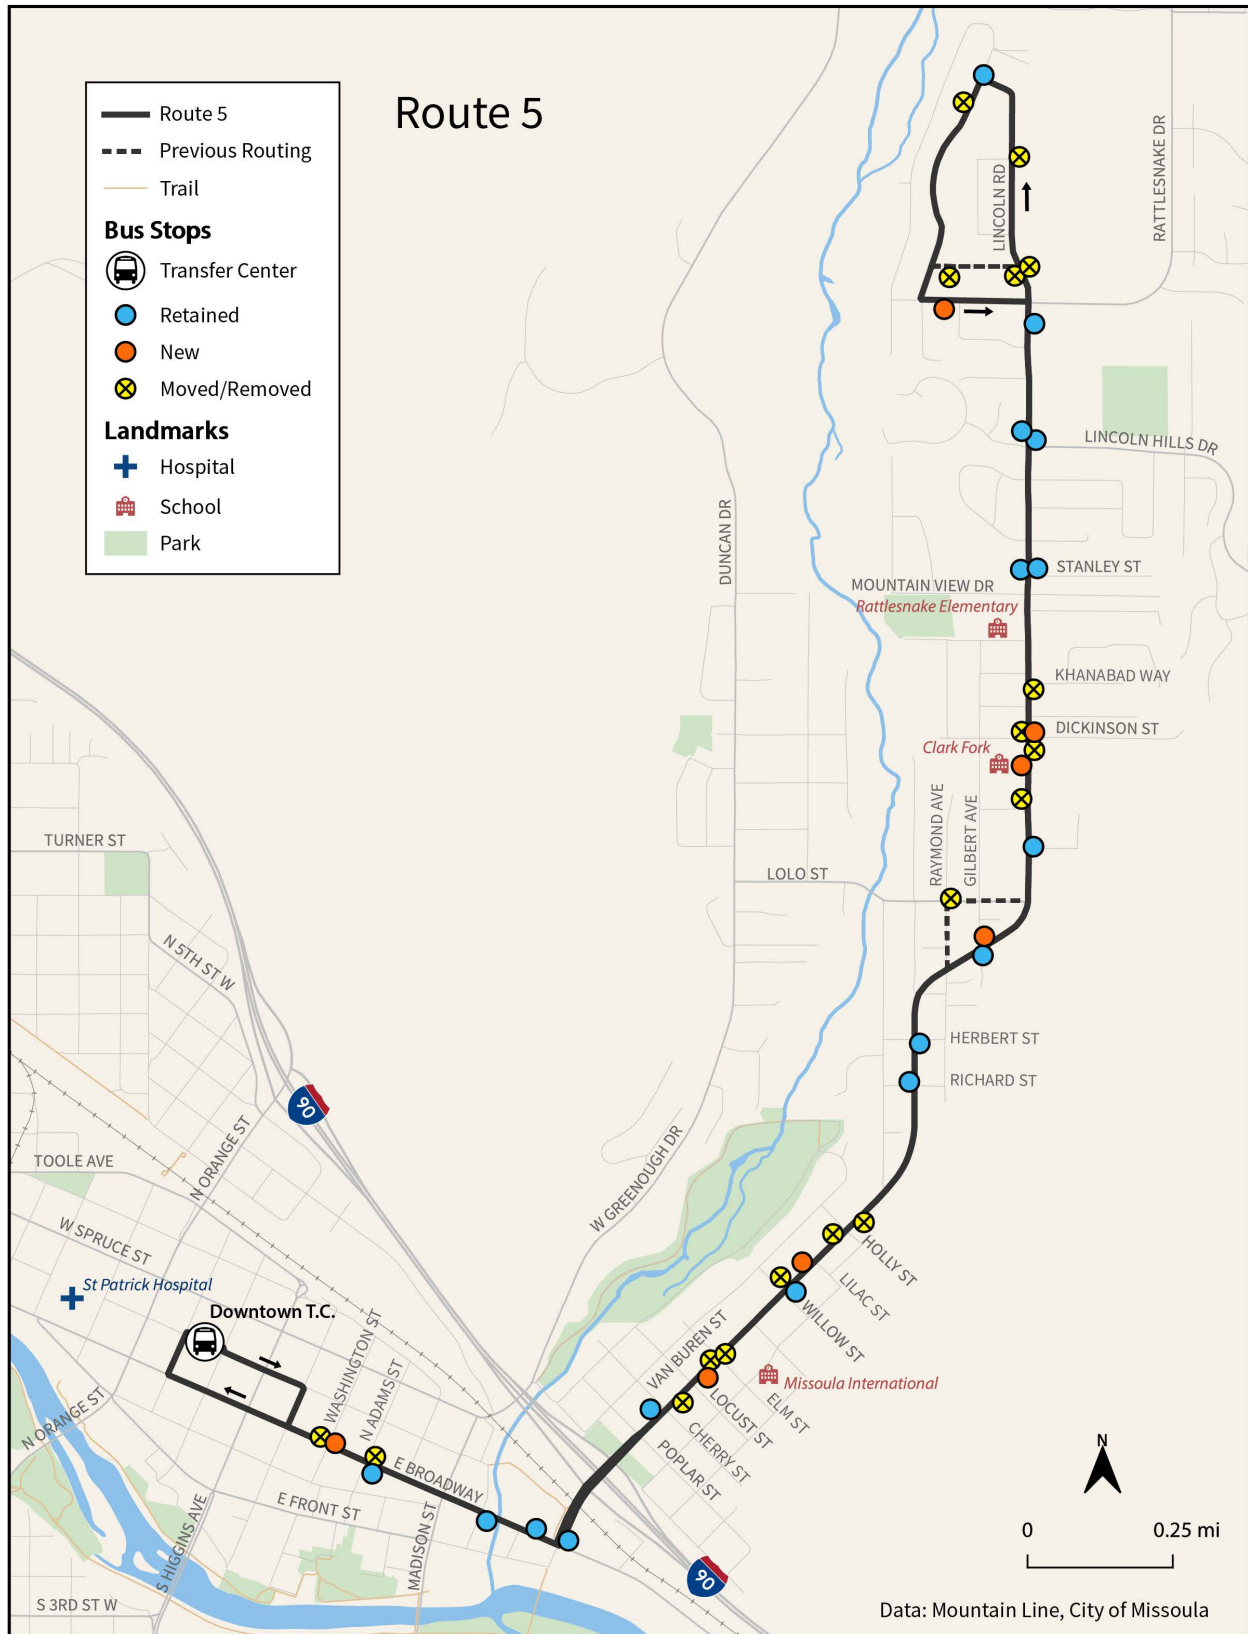 Route 5
Route 5
Previous Routing
Trail
Bus Stops
Transfer Center
Retained
New
Moved/Removed
Landmarks
Hospital
School
Park
LINCOLN RD
RATTLESNAKE DR
LINCOLN HILLS DR
DUNCAN DR
STANLEY ST
MOUNTAIN VIEW DR
Rattlesnake Elementary
KHANABAD WAY
DICKINSON ST
Clark Fork
RAYMOND AVE
GILBERT AVE
TURNER ST
LOLO ST
N 5TH ST W
HERBERT ST
RICHARD ST
90
N ORANGE ST
TOOLE AVE
W GREENOUGH DR
W SPRUCE ST
HOLLY ST
St Patrick Hospital
LILAC ST
Downtown T.C.
WILLOW ST
WASHINGTON ST
VAN BUREN ST
N ADAMS ST
Missoula International
ELM ST
LOCUST ST
N ORANGE ST
CHERRY ST
POPLAR ST
E BROADWAY
E FRONT ST
S HIGGINS AVE
MADISON ST
N
0 0.25 mi
90
S 3RD ST W
Data: Mountain Line, City of Missoula